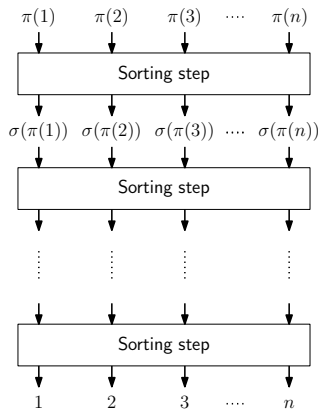 π(1) π(2) π(3) ···· π(n)
Sorting step
σ(π(1)) σ(π(2)) σ(π(3)) ···· σ(π(n))
Sorting step
Sorting step
1 2 3 ···· n